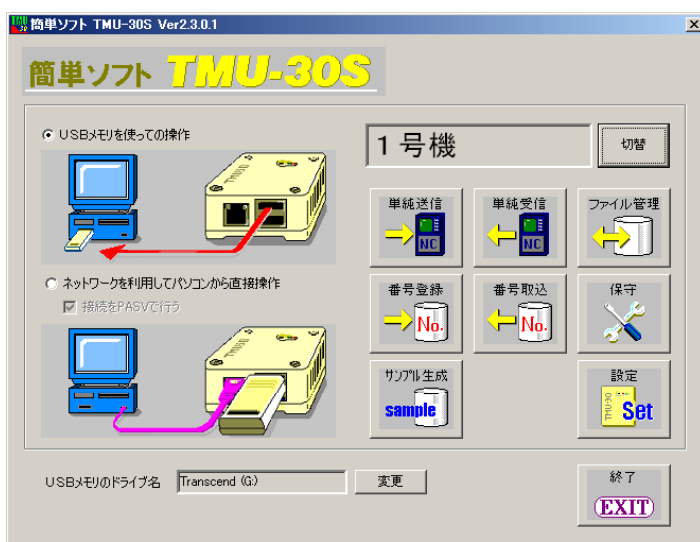 簡単ソフト TMU-30S Ver2.3.0.1
簡単ソフト TMU-30S
USBメモリを使っての操作
1号機
切替
単純送信
単純受信
ファイル管理
NC
NC
ネットワークを利用してパソコンから直接操作
接続をPASVで行う
番号登録
番号取込
保守
No.
No.
サンプル生成
設定
sample
TMU-30
Set
USBメモリのドライブ名
Transcend (G:)
変更
終了
EXIT